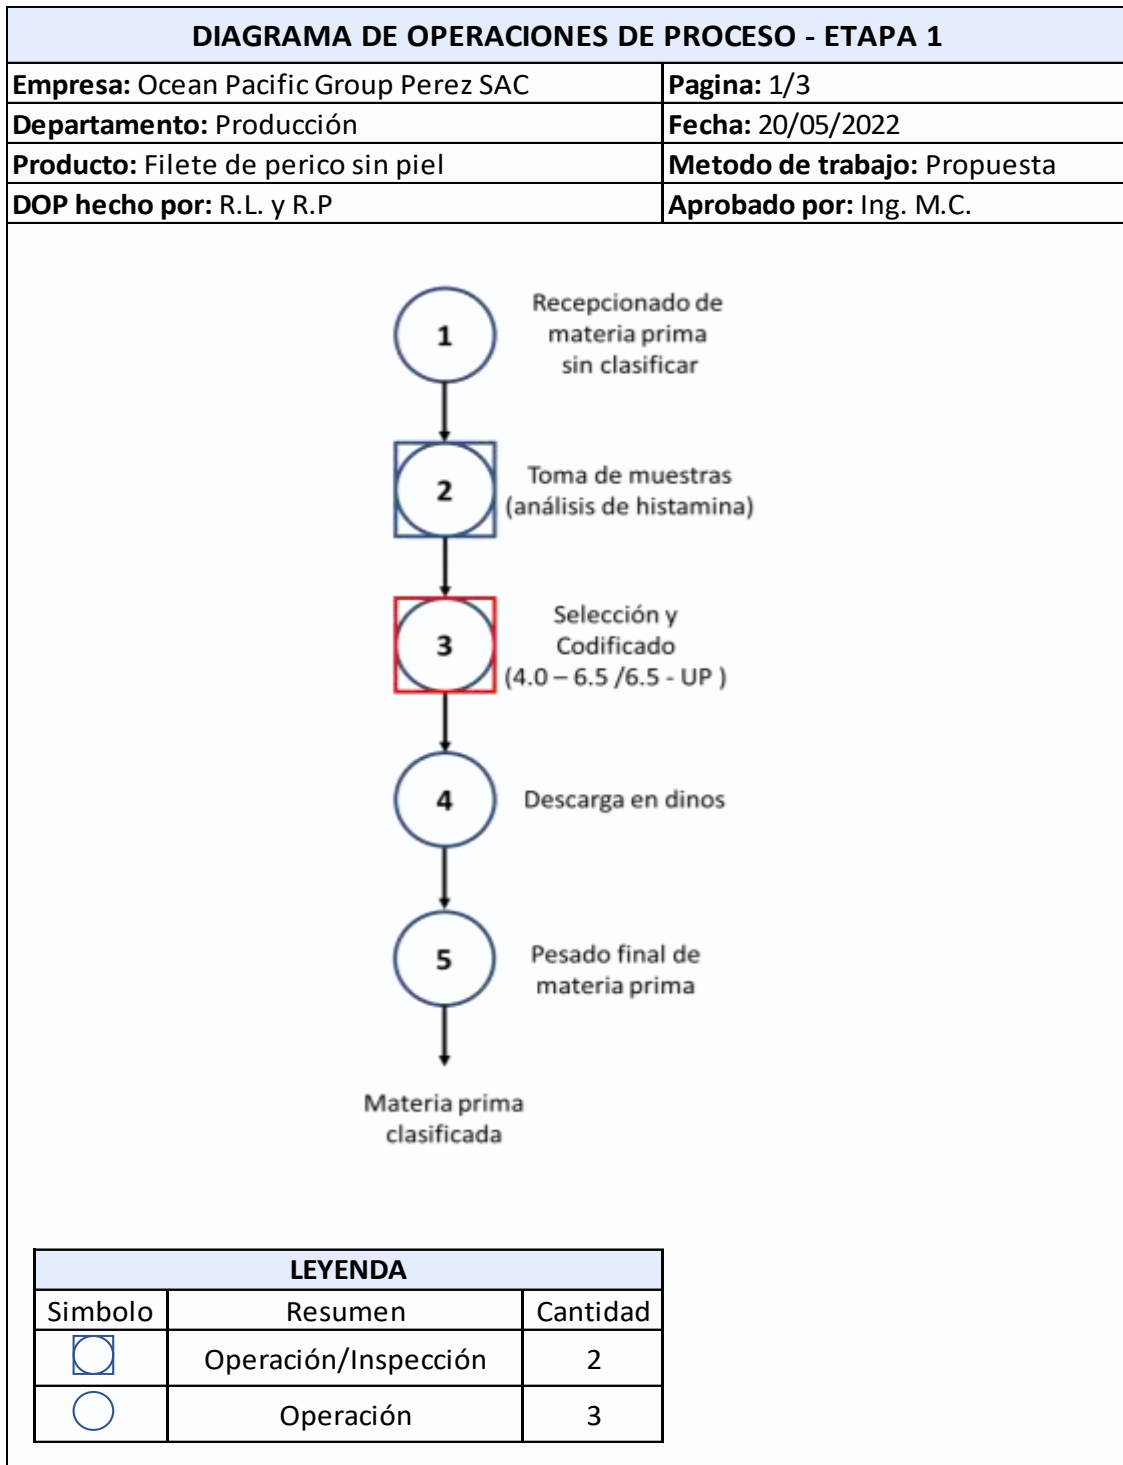 DIAGRAMA DE OPERACIONES DE PROCESO - ETAPA 1
Empresa: Ocean Pacific Group Perez SAC
Pagina: 1/3
Departamento: Producción
Fecha: 20/05/2022
Producto: Filete de perico sin piel
Metodo de trabajo: Propuesta
DOP hecho por: R.L. y R.P
Aprobado por: Ing. M.C.
1
Recepcionado de
materia prima
sin clasificar
2
Toma de muestras
(análisis de histamina)
3
Selección y
Codificado
(4.0 – 6.5 /6.5 - UP )
4
Descarga en dinos
5
Pesado final de
materia prima
Materia prima
clasificada
LEYENDA
Simbolo
Resumen
Cantidad
Operación/Inspección
2
Operación
3